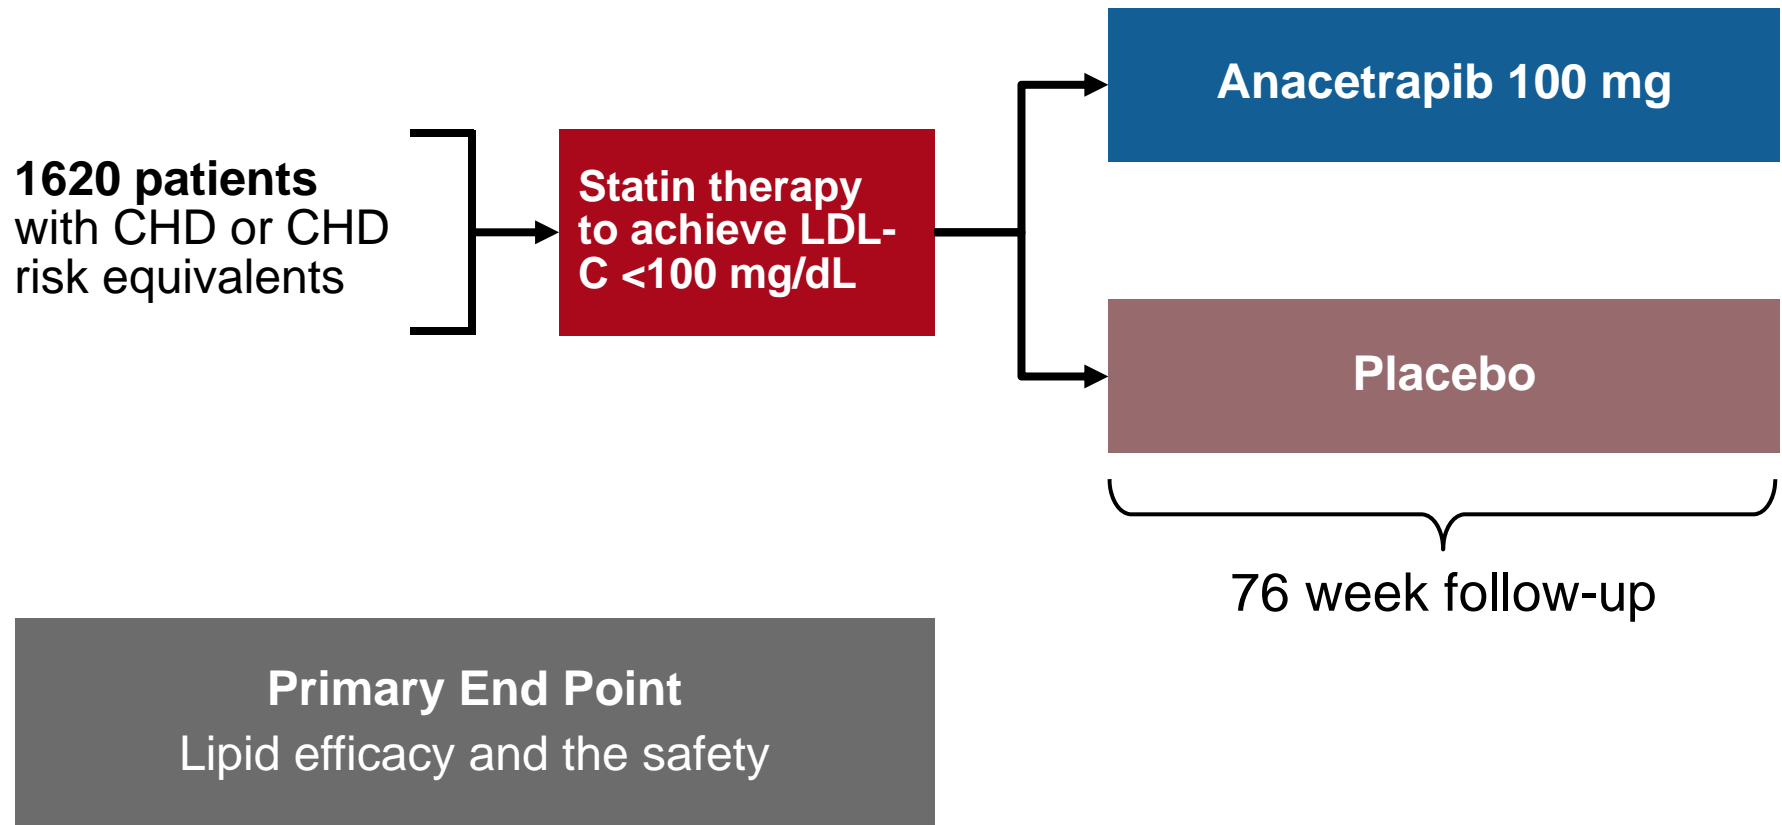 1620 patients
with CHD or CHD
risk equivalents
Statin therapy
to achieve LDL-
C <100 mg/dL
Anacetrapib 100 mg
Placebo
76 week follow-up
Primary End Point
Lipid efficacy and the safety